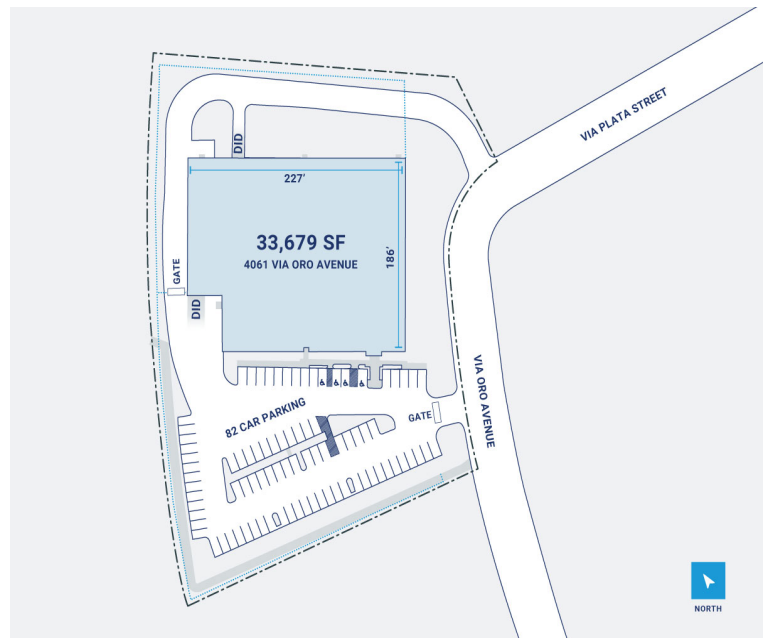 VIA PLATA STREET
DID
227'
33,679 SF
4061 VIA ORO AVENUE
186'
GATE
DID
VIA ORO AVENUE
82 CAR PARKING
GATE
NORTH